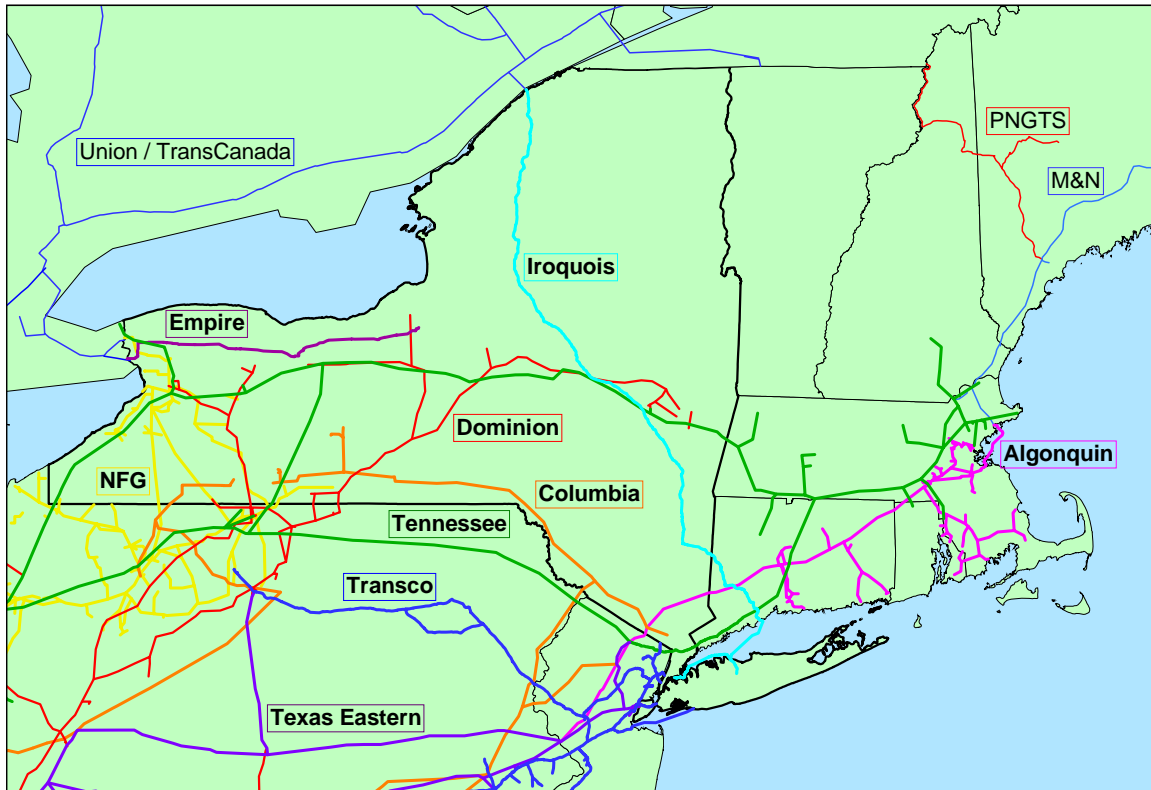 PNGTS
Union / TransCanada
M&N
Iroquois
Empire
Dominion
Algonquin
NFG
Columbia
Tennessee
Transco
Texas Eastern